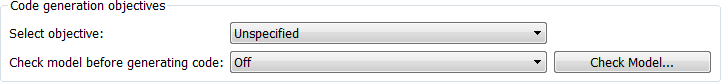 Code generation objectives
Select objective: Unspecified
Check model before generating code: Off Check Model...